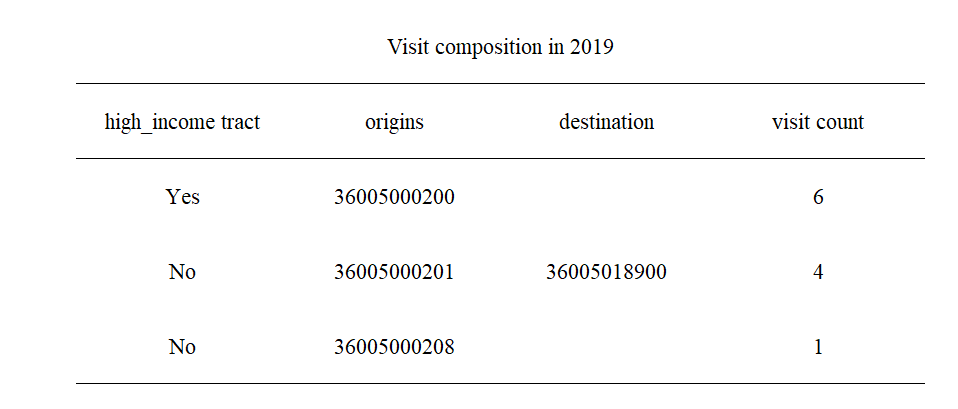 Visit composition in 2019
high_income tract origins destination visit count
Yes 36005000200 6
No 36005000201 36005018900 4
No 36005000208 1